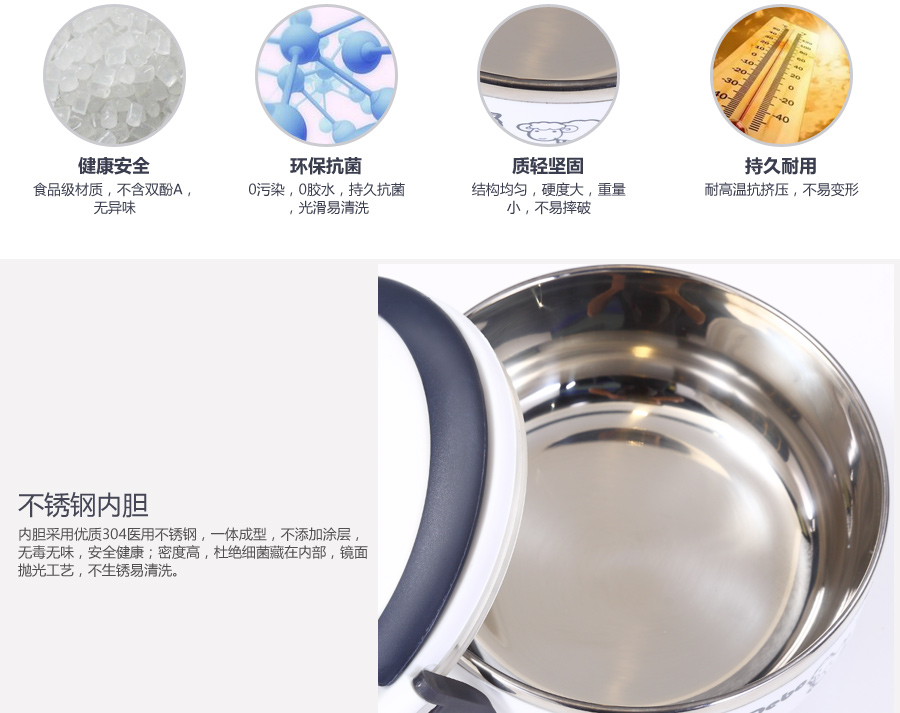 健康安全
食品级材质，不含双酚A，
无异味
环保抗菌
0污染，0胶水，持久抗菌
，光滑易清洗
质轻坚固
结构均匀，硬度大，重量
小，不易摔破
持久耐用
耐高温抗挤压，不易变形
不锈钢内胆
内胆采用优质304医用不锈钢，一体成型，不添加涂层，
无毒无味，安全健康；密度高，杜绝细菌藏在内部，镜面
抛光工艺，不生锈易清洗。